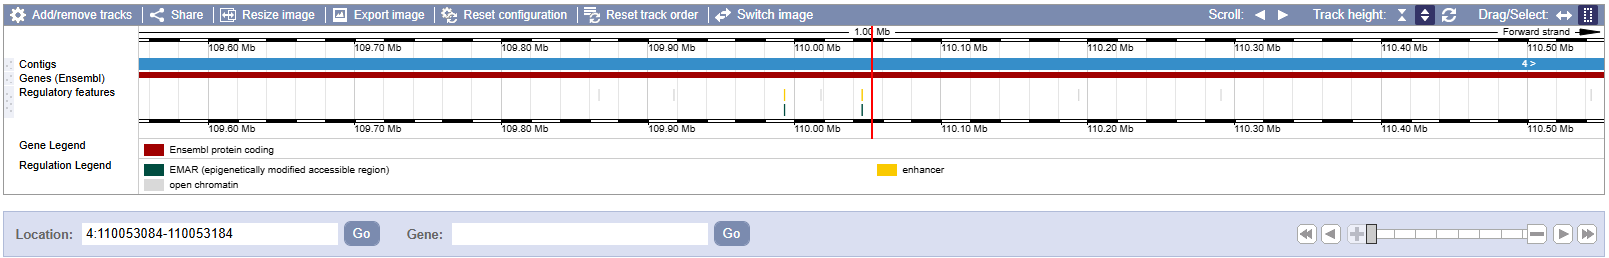 Add/remove tracks Share Resize image Export image Reset configuration Reset track order Switch image Scroll: Track height: Drag/Select:
1.00 Mb Forward strand
109.60 Mb 109.70 Mb 109.80 Mb 109.90 Mb 110.00 Mb 110.10 Mb 110.20 Mb 110.30 Mb 110.40 Mb 110.50 Mb
Contigs 4 >
Genes (Ensembl)
Regulatory features
109.60 Mb 109.70 Mb 109.80 Mb 109.90 Mb 110.00 Mb 110.10 Mb 110.20 Mb 110.30 Mb 110.40 Mb 110.50 Mb
Gene Legend Ensembl protein coding
Regulation Legend EMAR (epigenetically modified accessible region) enhancer
open chromatin
Location: 4:110053084-110053184 Go Gene: Go